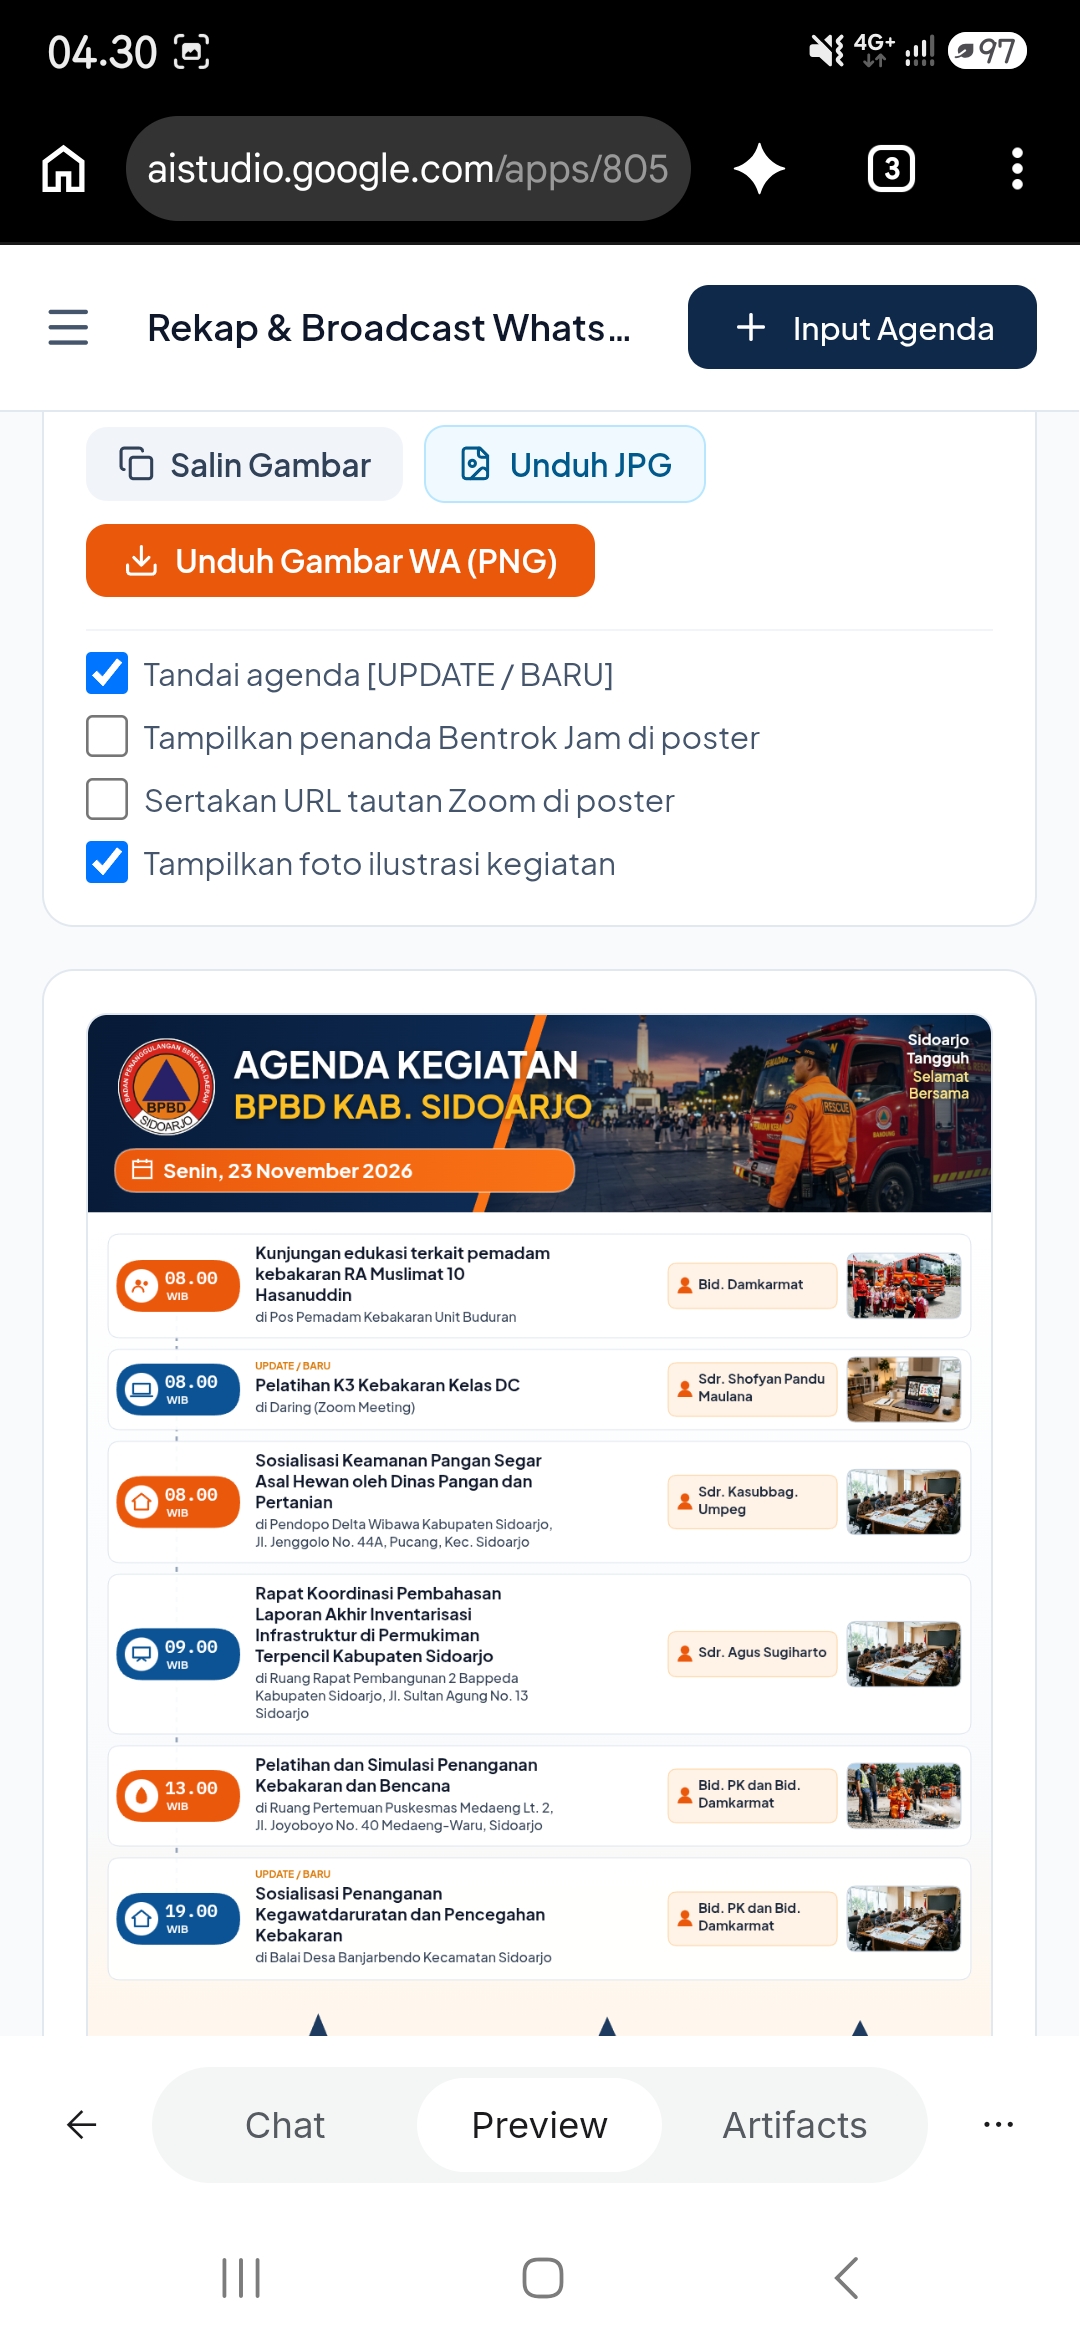 04.30
4G+
97
aistudio.google.com/apps/805
3
Rekap & Broadcast Whats...
Input Agenda
Salin Gambar
Unduh JPG
Unduh Gambar WA (PNG)
Tandai agenda [UPDATE / BARU]
Tampilkan penanda Bentrok Jam di poster
Sertakan URL tautan Zoom di poster
Tampilkan foto ilustrasi kegiatan
BADAN PENANGGULANGAN BENCANA DAERAH
BPBD
SIDOARJO
AGENDA KEGIATAN
BPBD KAB. SIDOARJO
Senin, 23 November 2026
RESCUE
Sidoarjo
Tangguh
Selamat
Bersama
08.00
WIB
Kunjungan edukasi terkait pemadam
kebakaran RA Muslimat 10
Hasanuddin
di Pos Pemadam Kebakaran Unit Buduran
Bid. Damkarmat
08.00
WIB
UPDATE / BARU
Pelatihan K3 Kebakaran Kelas DC
di Daring (Zoom Meeting)
Sdr. Shofyan Pandu
Maulana
08.00
WIB
Sosialisasi Keamanan Pangan Segar
Asal Hewan oleh Dinas Pangan dan
Pertanian
di Pendopo Delta Wibawa Kabupaten Sidoarjo,
Jl. Jenggolo No. 44A, Pucang, Kec. Sidoarjo
Sdr. Kasubbag.
Umpeg
09.00
WIB
Rapat Koordinasi Pembahasan
Laporan Akhir Inventarisasi
Infrastruktur di Permukiman
Terpencil Kabupaten Sidoarjo
di Ruang Rapat Pembangunan 2 Bappeda
Kabupaten Sidoarjo, Jl. Sultan Agung No. 13
Sidoarjo
Sdr. Agus Sugiharto
13.00
WIB
Pelatihan dan Simulasi Penanganan
Kebakaran dan Bencana
di Ruang Pertemuan Puskesmas Medaeng Lt. 2,
Jl. Joyoboyo No. 40 Medaeng-Waru, Sidoarjo
Bid. PK dan Bid.
Damkarmat
19.00
WIB
UPDATE / BARU
Sosialisasi Penanganan
Kegawatdaruratan dan Pencegahan
Kebakaran
di Balai Desa Banjarbendo Kecamatan Sidoarjo
Bid. PK dan Bid.
Damkarmat
Chat
Preview
Artifacts